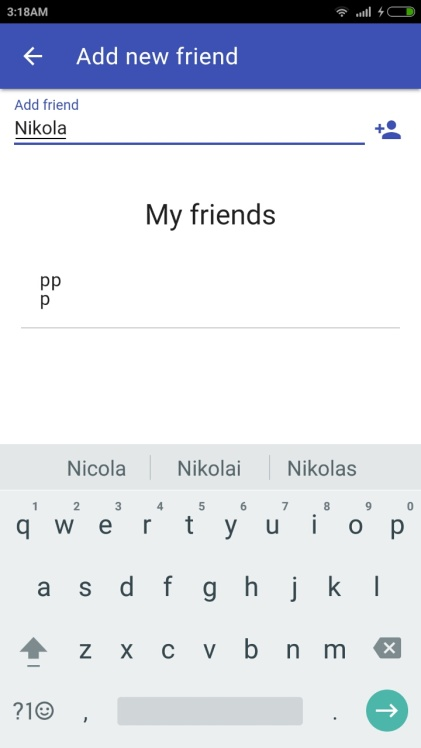 3:18AM
Add new friend
Add friend
Nikola
My friends
pp
p
Nicola Nikolai Nikolas
1 2 3 4 5 6 7 8 9 0
q w e r t y u i o p
a s d f g h j k l
z x c v b n m
?1☺ , .